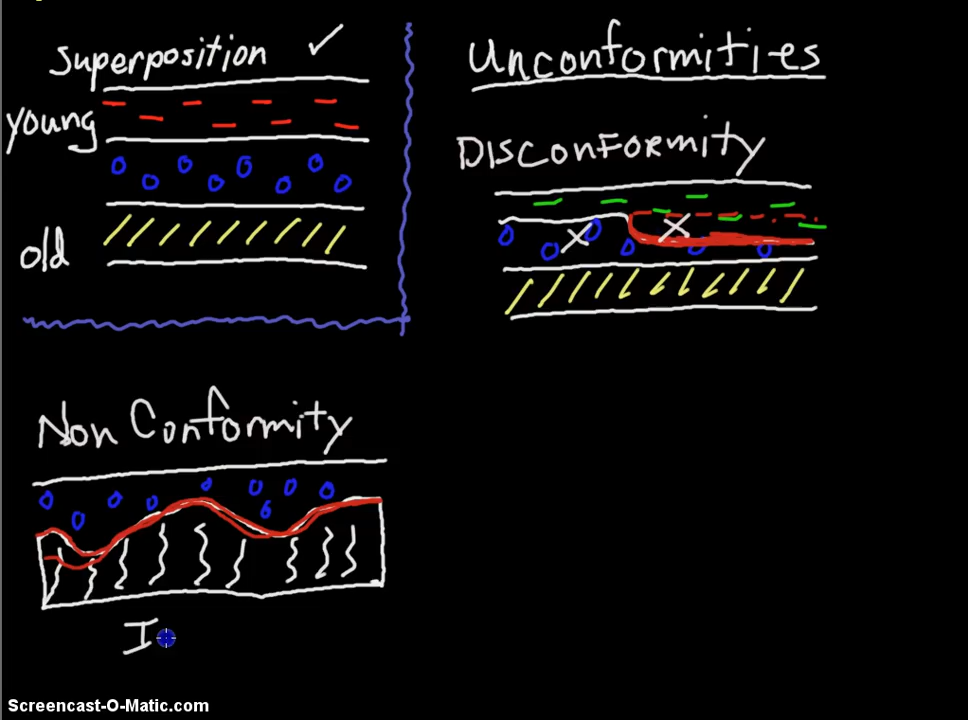 Superposition
young
old
Unconformities
DISCONFORMITY
Non Conformity
I
Screencast-O-Matic.com